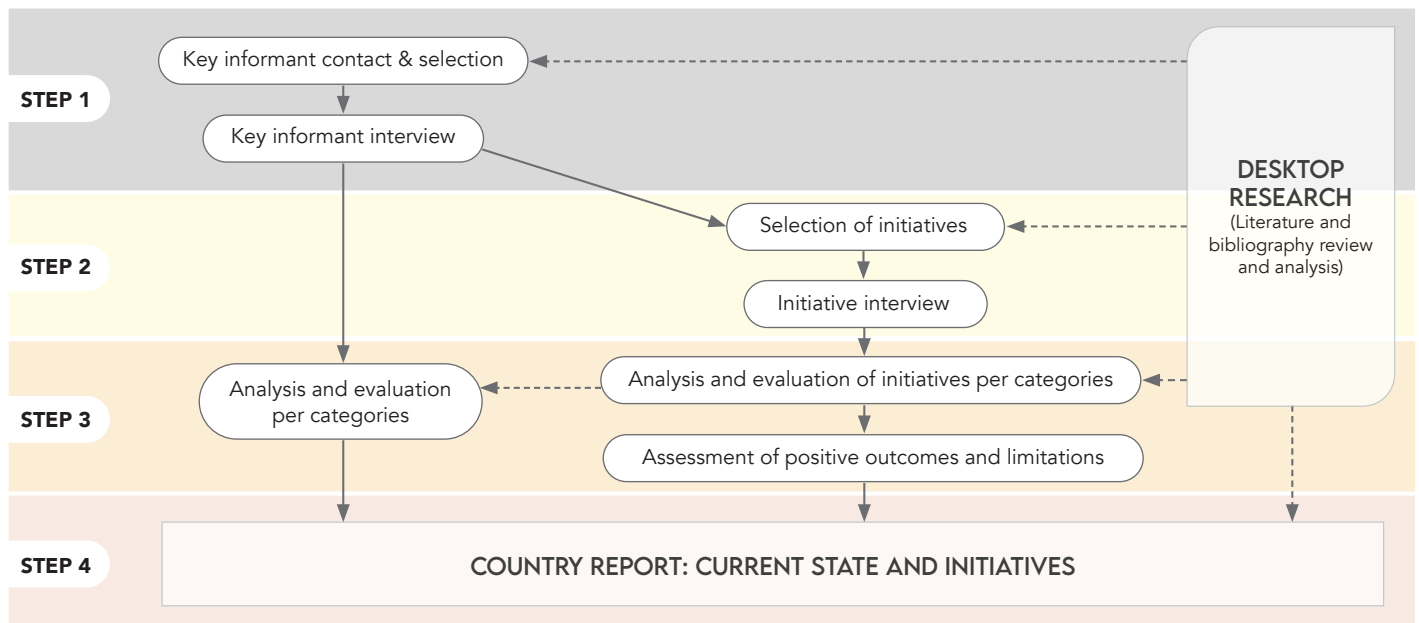 STEP 1
Key informant contact & selection
Key informant interview
DESKTOP
RESEARCH
(Literature and
bibliography review
and analysis)
STEP 2
Selection of initiatives
Initiative interview
STEP 3
Analysis and evaluation
per categories
Analysis and evaluation of initiatives per categories
Assessment of positive outcomes and limitations
STEP 4
COUNTRY REPORT: CURRENT STATE AND INITIATIVES